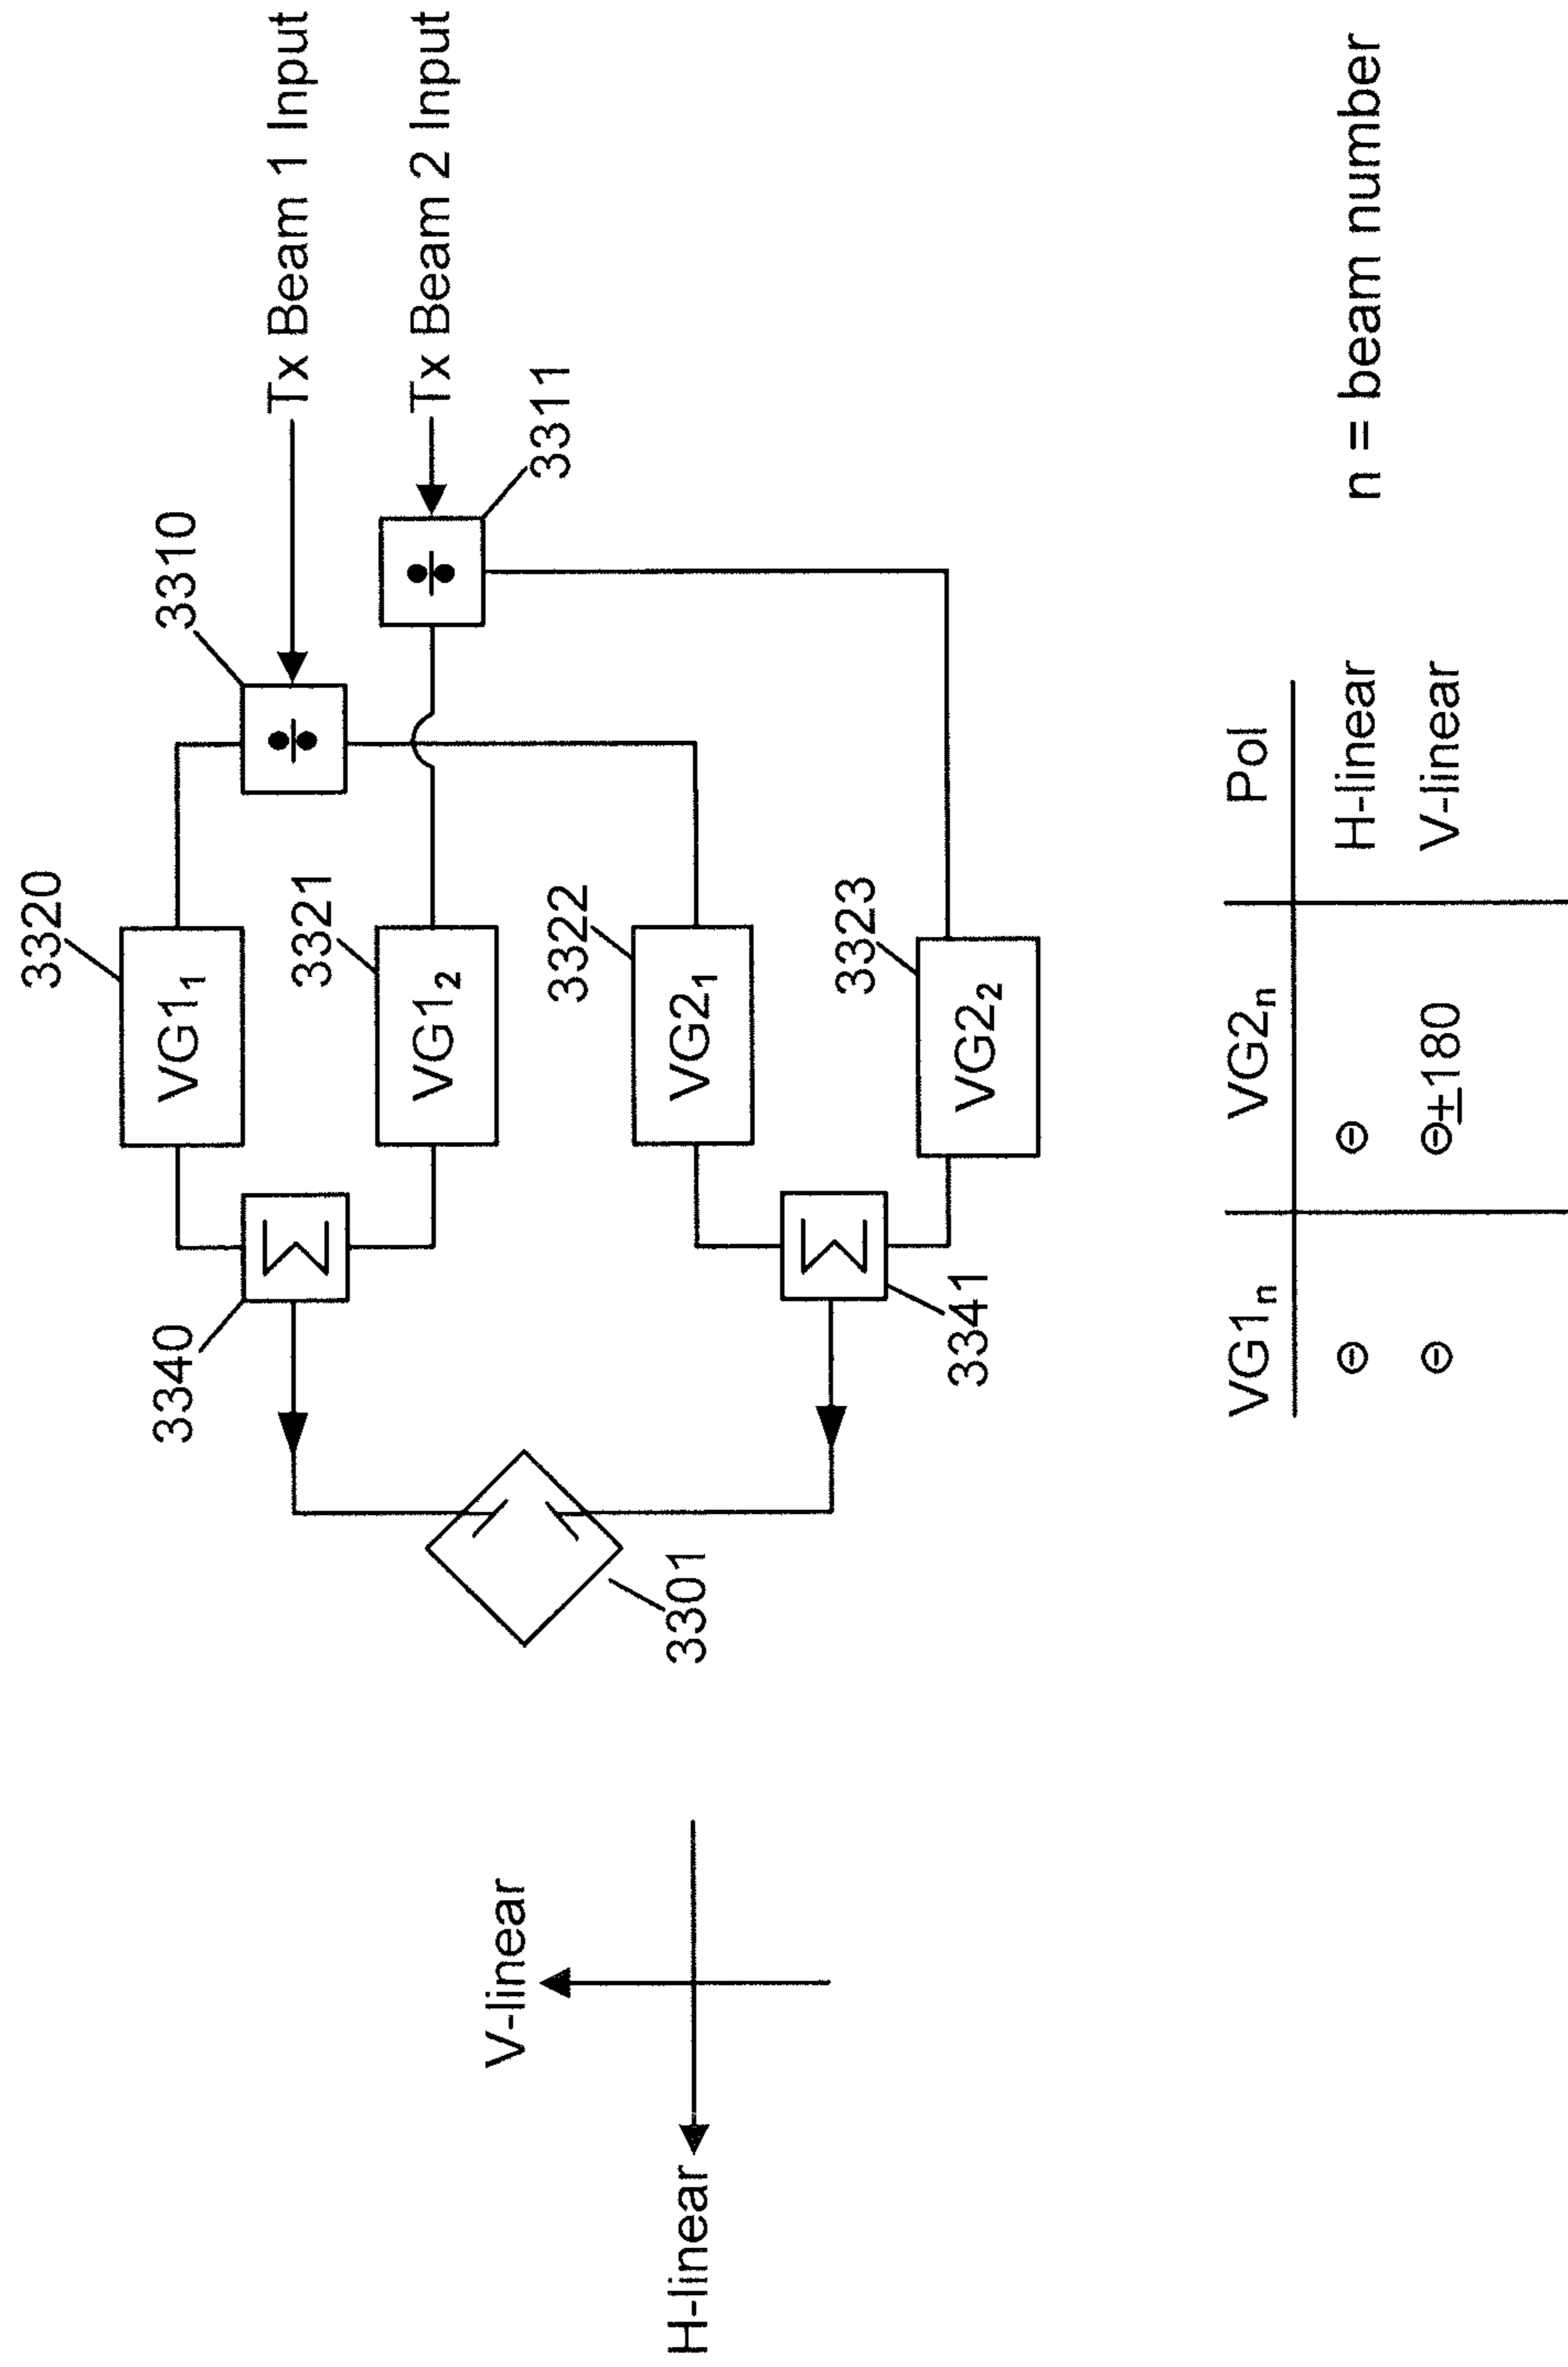 Tx Beam 1 Input
Tx Beam 2 Input
3310
3311
3320
VG1₁
3321
VG1₂
3322
VG2₁
3323
VG2₂
3340
Σ
3341
Σ
÷
÷
3301
V-linear
H-linear
VG1ₙ VG2ₙ Pol
Θ Θ H-linear
Θ Θ±180 V-linear
n = beam number